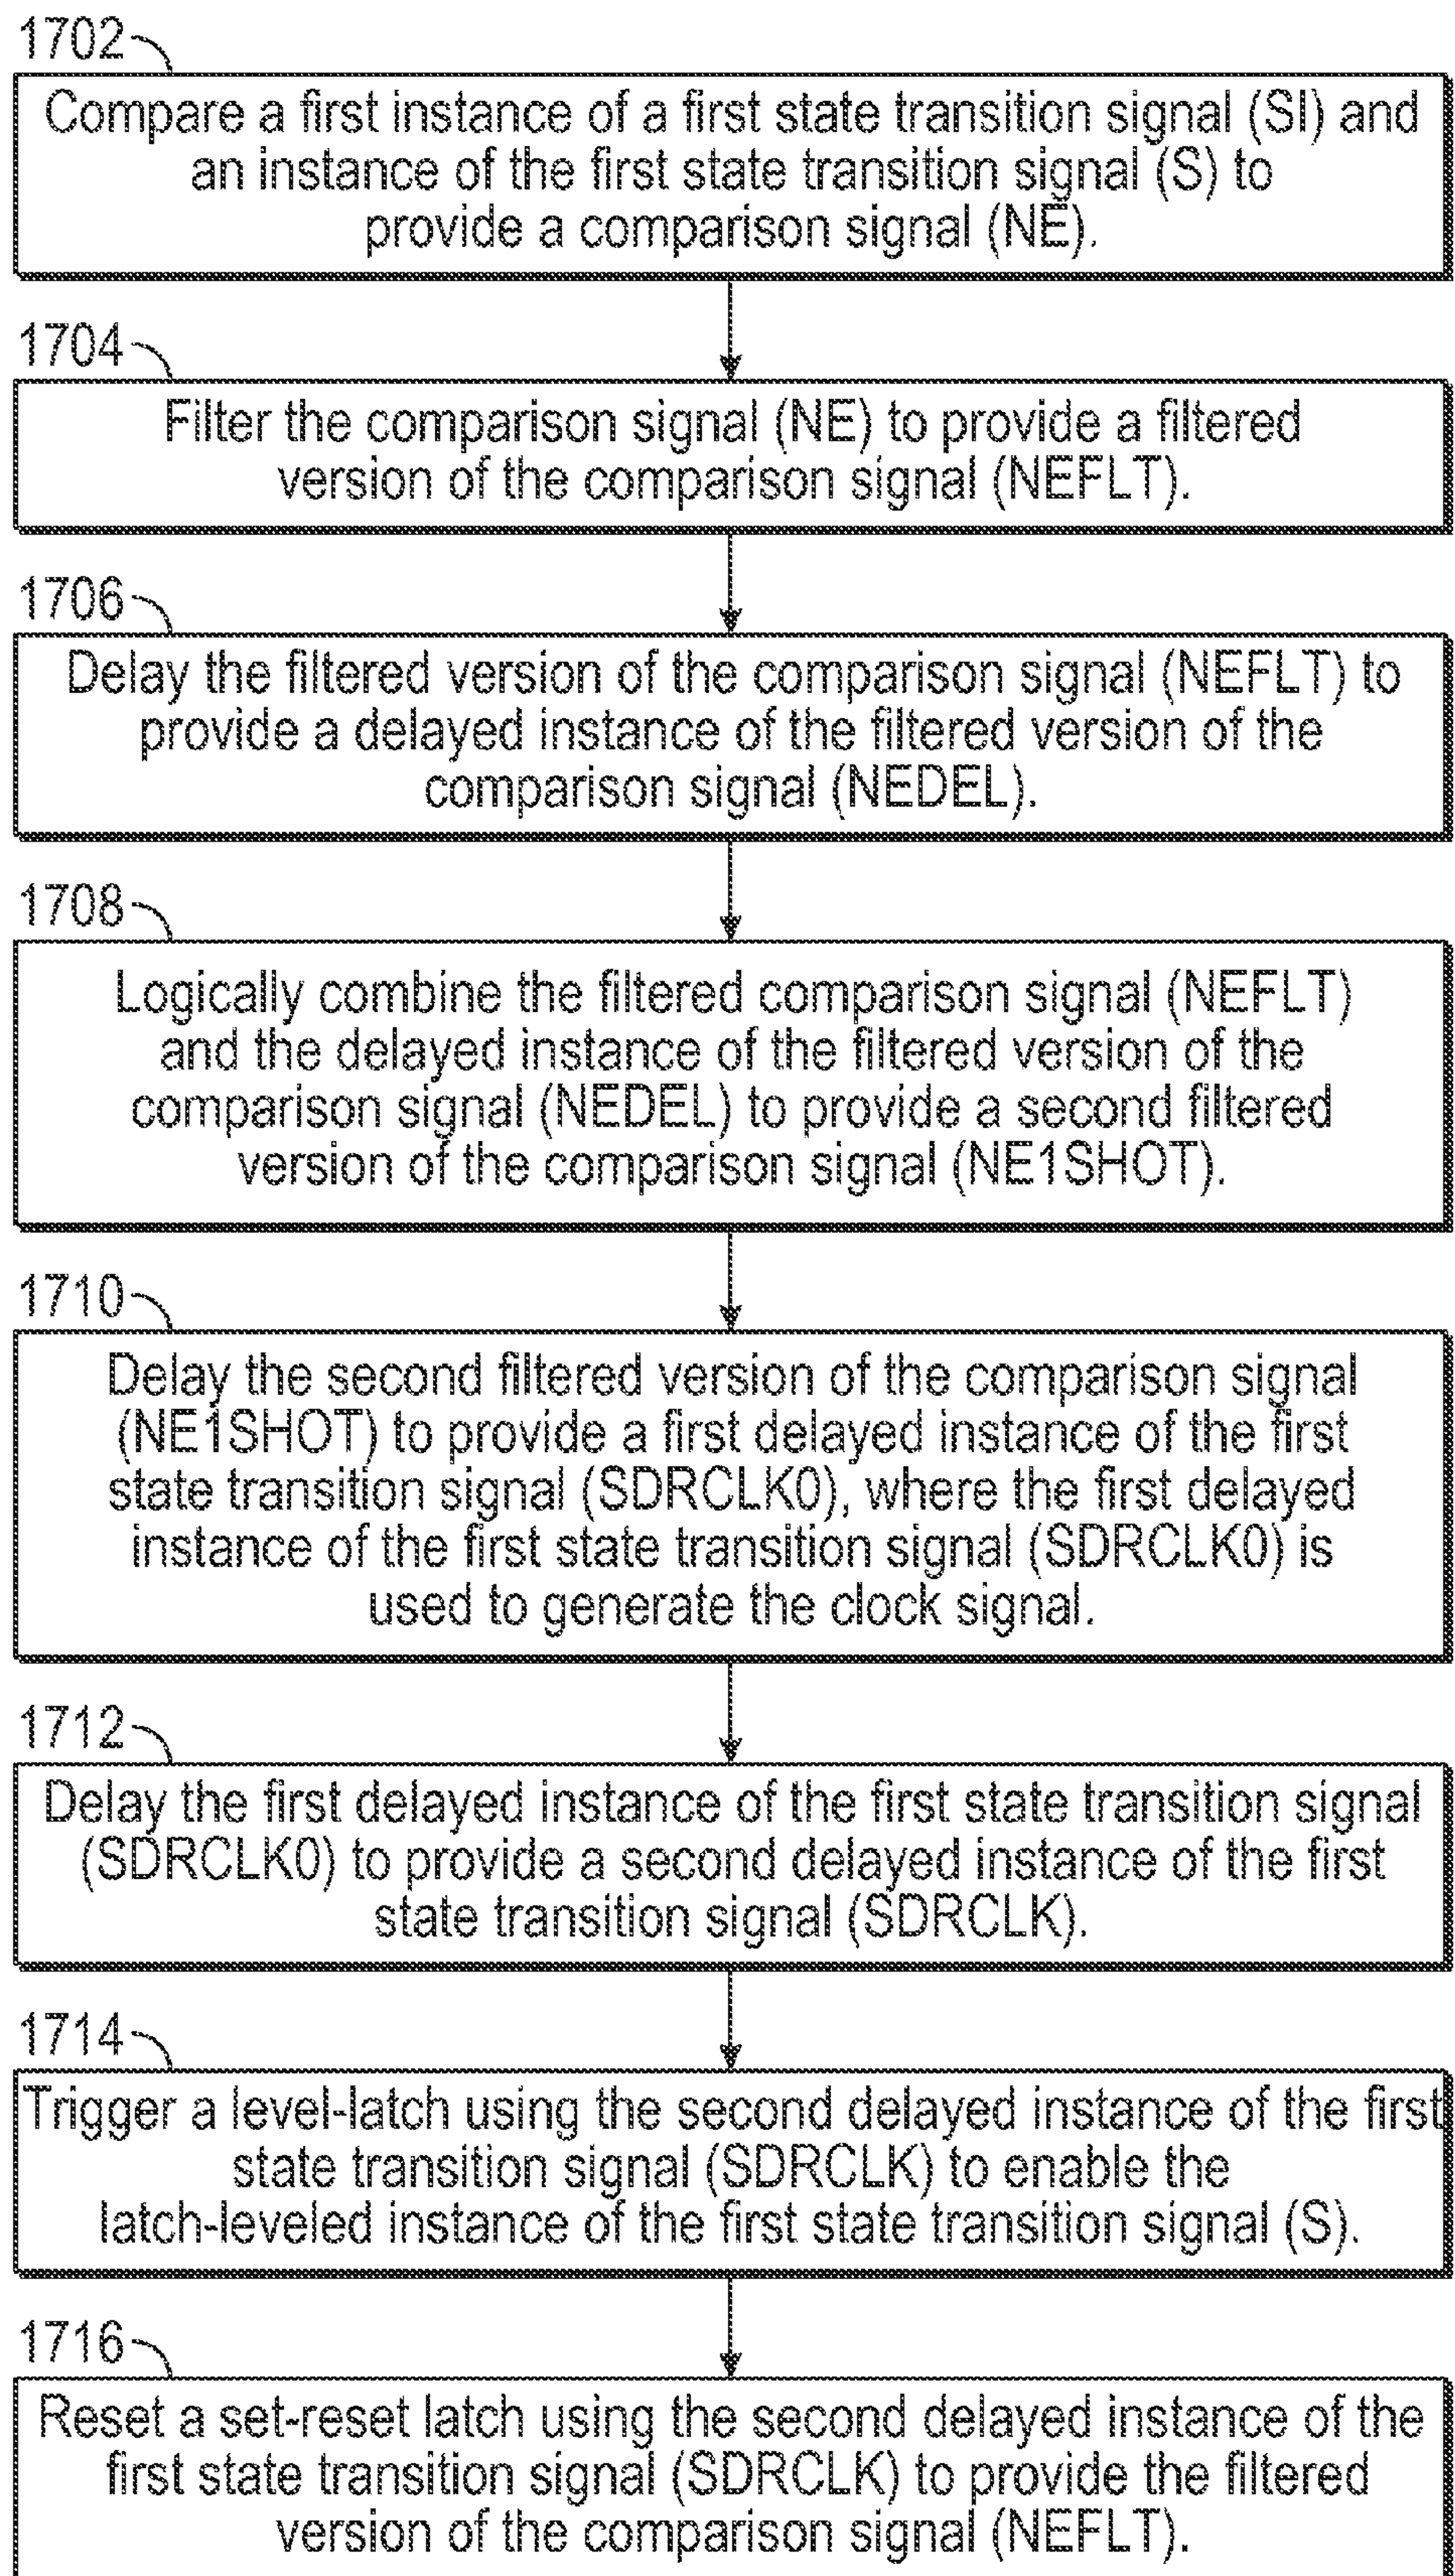 1702
Compare a first instance of a first state transition signal (SI) and
an instance of the first state transition signal (S) to
provide a comparison signal (NE).
1704
Filter the comparison signal (NE) to provide a filtered
version of the comparison signal (NEFLT).
1706
Delay the filtered version of the comparison signal (NEFLT) to
provide a delayed instance of the filtered version of the
comparison signal (NEDEL).
1708
Logically combine the filtered comparison signal (NEFLT)
and the delayed instance of the filtered version of the
comparison signal (NEDEL) to provide a second filtered
version of the comparison signal (NE1SHOT).
1710
Delay the second filtered version of the comparison signal
(NE1SHOT) to provide a first delayed instance of the first
state transition signal (SDRCLK0), where the first delayed
instance of the first state transition signal (SDRCLK0) is
used to generate the clock signal.
1712
Delay the first delayed instance of the first state transition signal
(SDRCLK0) to provide a second delayed instance of the first
state transition signal (SDRCLK).
1714
Trigger a level-latch using the second delayed instance of the first
state transition signal (SDRCLK) to enable the
latch-leveled instance of the first state transition signal (S).
1716
Reset a set-reset latch using the second delayed instance of the
first state transition signal (SDRCLK) to provide the filtered
version of the comparison signal (NEFLT).